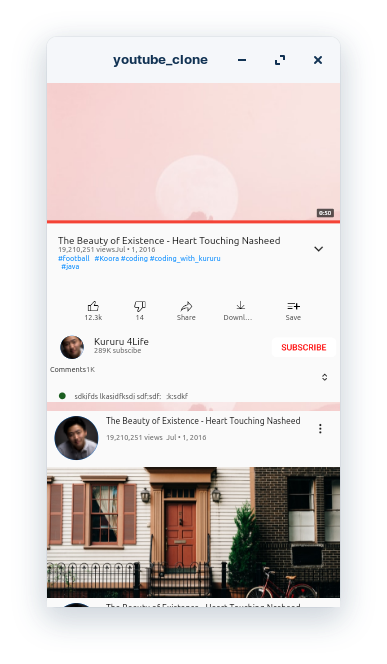 youtube_clone
0:50
The Beauty of Existence - Heart Touching Nasheed
19,210,251 viewsJul • 1, 2016
#football #Koora #coding #coding_with_kururu
#java
12.3k 14 Share Downl... Save
Kururu 4Life
289K subscibe
SUBSCRIBE
Comments1K
sdkifds lkasidfksdi sdf:sdf: :k:sdkf
The Beauty of Existence - Heart Touching Nasheed
19,210,251 views Jul • 1, 2016
The Beauty of Existence - Heart Touching Nasheed